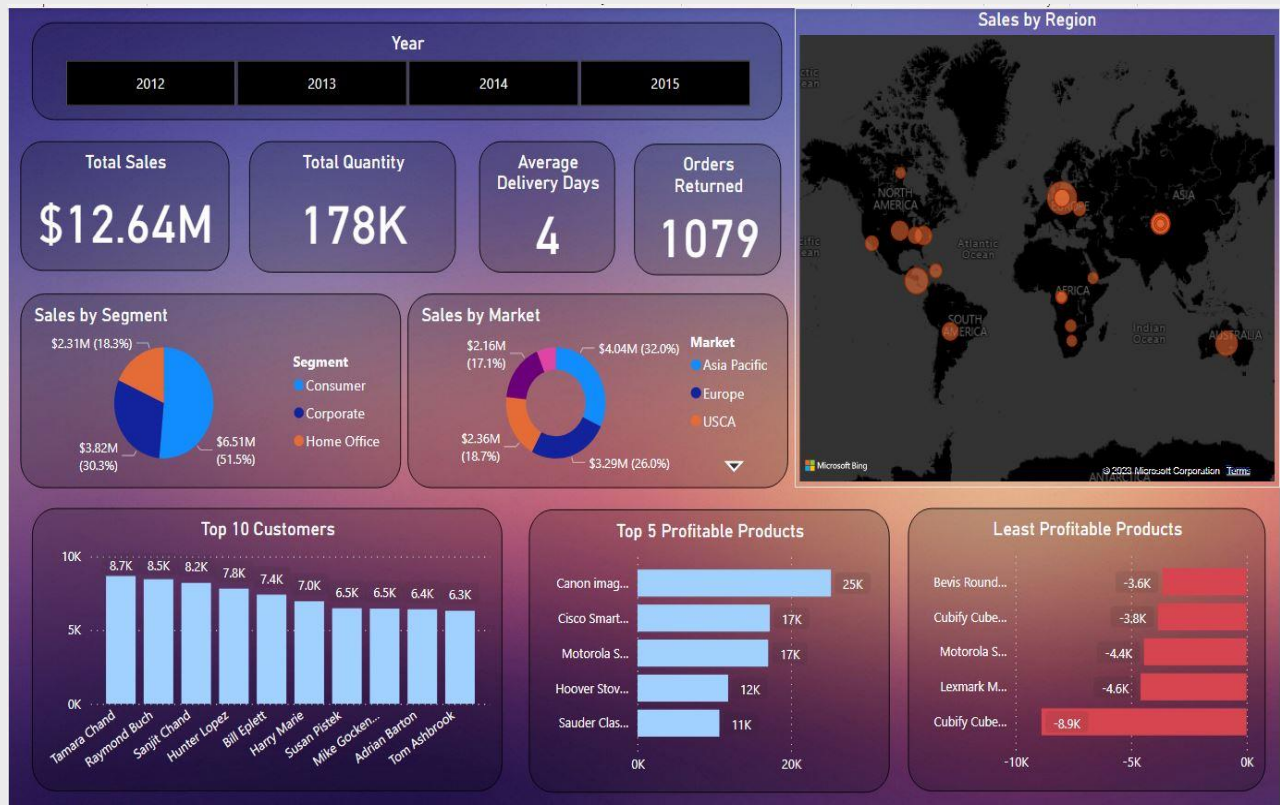 Year
2012
2013
2014
2015
Total Sales
$12.64M
Total Quantity
178K
Average
Delivery Days
4
Orders
Returned
1079
Sales by Region
NORTH
AMERICA
ASIA
Atlantic
Ocean
AFRICA
SOUTH
AMERICA
Indian
Ocean
AUSTRALIA
Microsoft Bing
© 2023 Microsoft Corporation Terms
ANTARCTICA
Sales by Segment
$2.31M (18.3%)
$3.82M
(30.3%)
$6.51M
(51.5%)
Segment
Consumer
Corporate
Home Office
Sales by Market
$2.16M
(17.1%)
$4.04M (32.0%)
$2.36M
(18.7%)
$3.29M (26.0%)
Market
Asia Pacific
Europe
USCA
Top 10 Customers
10K
5K
0K
8.7K
8.5K
8.2K
7.8K
7.4K
7.0K
6.5K
6.5K
6.4K
6.3K
Tamara Chand
Raymond Buch
Sanjit Chand
Hunter Lopez
Bill Eplett
Harry Marie
Susan Pistek
Mike Gocken...
Adrian Barton
Tom Ashbrook
Top 5 Profitable Products
Canon imag...
25K
Cisco Smart...
17K
Motorola S...
17K
Hoover Stov...
12K
Sauder Clas...
11K
0K
20K
Least Profitable Products
Bevis Round...
-3.6K
Cubify Cube...
-3.8K
Motorola S...
-4.4K
Lexmark M...
-4.6K
Cubify Cube...
-8.9K
-10K
-5K
0K